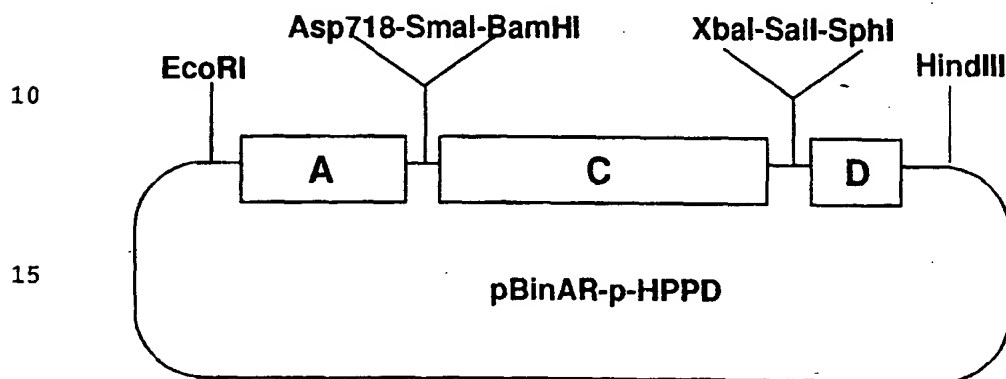 Asp718-SmaI-BamHI
XbaI-SalI-SphI
EcoRI
HindIII
10
A
C
D
15
pBinAR-p-HPPD